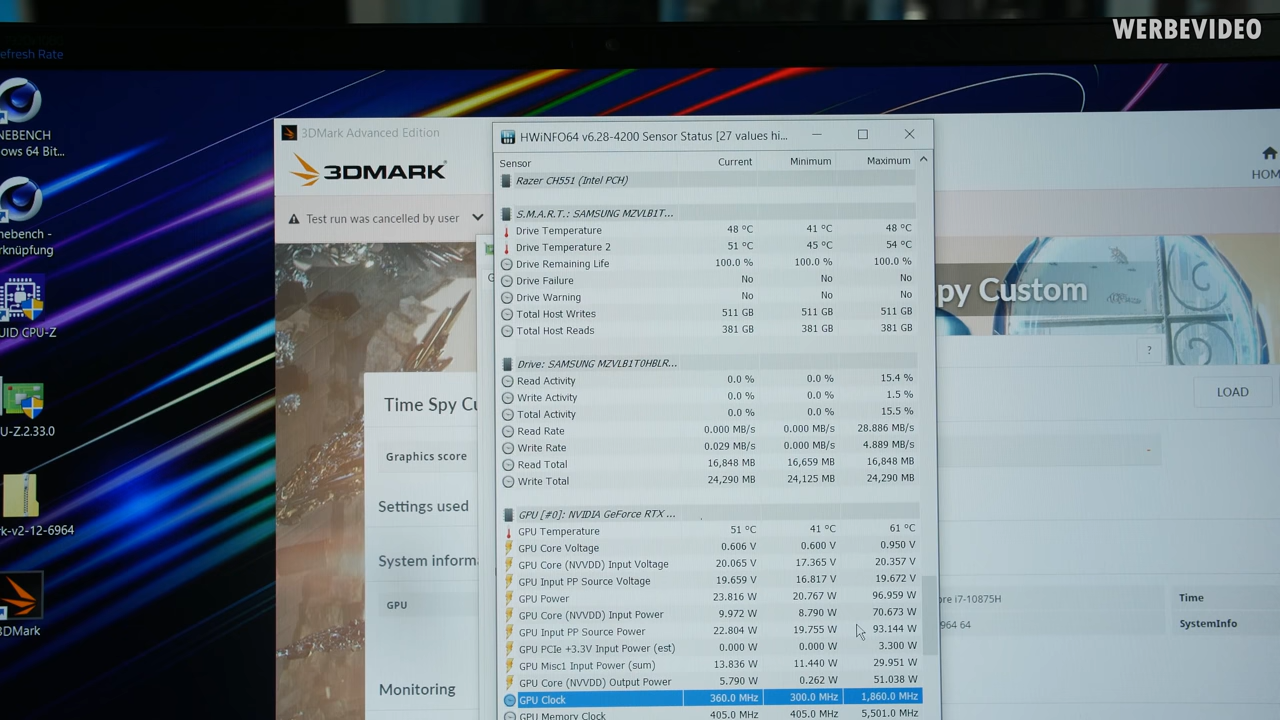 WERBEVIDEO
efresh Rate
NEBENCH
ows 64 Bit...
nebench -
rknüpfung
UID CPU-Z
U-Z.2.33.0
rk-v2-12-6964
3DMark
3DMark Advanced Edition
3DMARK
HOM
Test run was cancelled by user
py Custom
?
LOAD
Time Spy Cu
Graphics score
-
Settings used
System informa
GPU
ore i7-10875H
964 64
Time
SystemInfo
Monitoring
HWiNFO64 v6.28-4200 Sensor Status [27 values hi...
Sensor Current Minimum Maximum
Razer CH551 (Intel PCH)
S.M.A.R.T.: SAMSUNG MZVLB1T...
Drive Temperature 48 °C 41 °C 48 °C
Drive Temperature 2 51 °C 45 °C 54 °C
Drive Remaining Life 100.0 % 100.0 % 100.0 %
Drive Failure No No No
Drive Warning No No No
Total Host Writes 511 GB 511 GB 511 GB
Total Host Reads 381 GB 381 GB 381 GB
Drive: SAMSUNG MZVLB1T0HBLR...
Read Activity 0.0 % 0.0 % 15.4 %
Write Activity 0.0 % 0.0 % 1.5 %
Total Activity 0.0 % 0.0 % 15.5 %
Read Rate 0.000 MB/s 0.000 MB/s 28.886 MB/s
Write Rate 0.029 MB/s 0.000 MB/s 4.889 MB/s
Read Total 16,848 MB 16,659 MB 16,848 MB
Write Total 24,290 MB 24,125 MB 24,290 MB
GPU [#0]: NVIDIA GeForce RTX ...
GPU Temperature 51 °C 41 °C 61 °C
GPU Core Voltage 0.606 V 0.600 V 0.950 V
GPU Core (NVVDD) Input Voltage 20.065 V 17.365 V 20.357 V
GPU Input PP Source Voltage 19.659 V 16.817 V 19.672 V
GPU Power 23.816 W 20.767 W 96.959 W
GPU Core (NVVDD) Input Power 9.972 W 8.790 W 70.673 W
GPU Input PP Source Power 22.804 W 19.755 W 93.144 W
GPU PCIe +3.3V Input Power (est) 0.000 W 0.000 W 3.300 W
GPU Misc1 Input Power (sum) 13.836 W 11.440 W 29.951 W
GPU Core (NVVDD) Output Power 5.790 W 0.262 W 51.038 W
GPU Clock 360.0 MHz 300.0 MHz 1,860.0 MHz
GPU Memory Clock 405.0 MHz 405.0 MHz 5,501.0 MHz